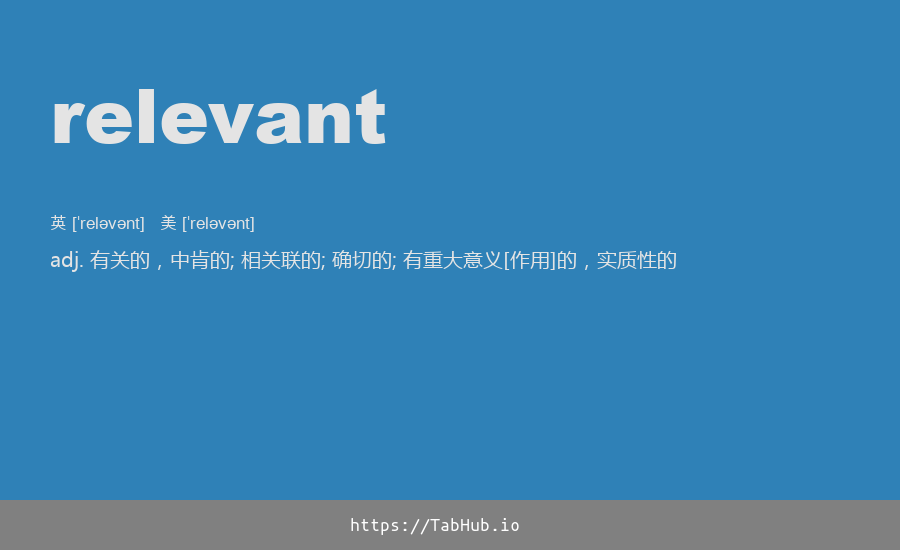 relevant
英 ['reləvənt]   美 ['reləvənt]
adj. 有关的，中肯的; 相关联的; 确切的; 有重大意义[作用]的，实质性的
https://TabHub.io